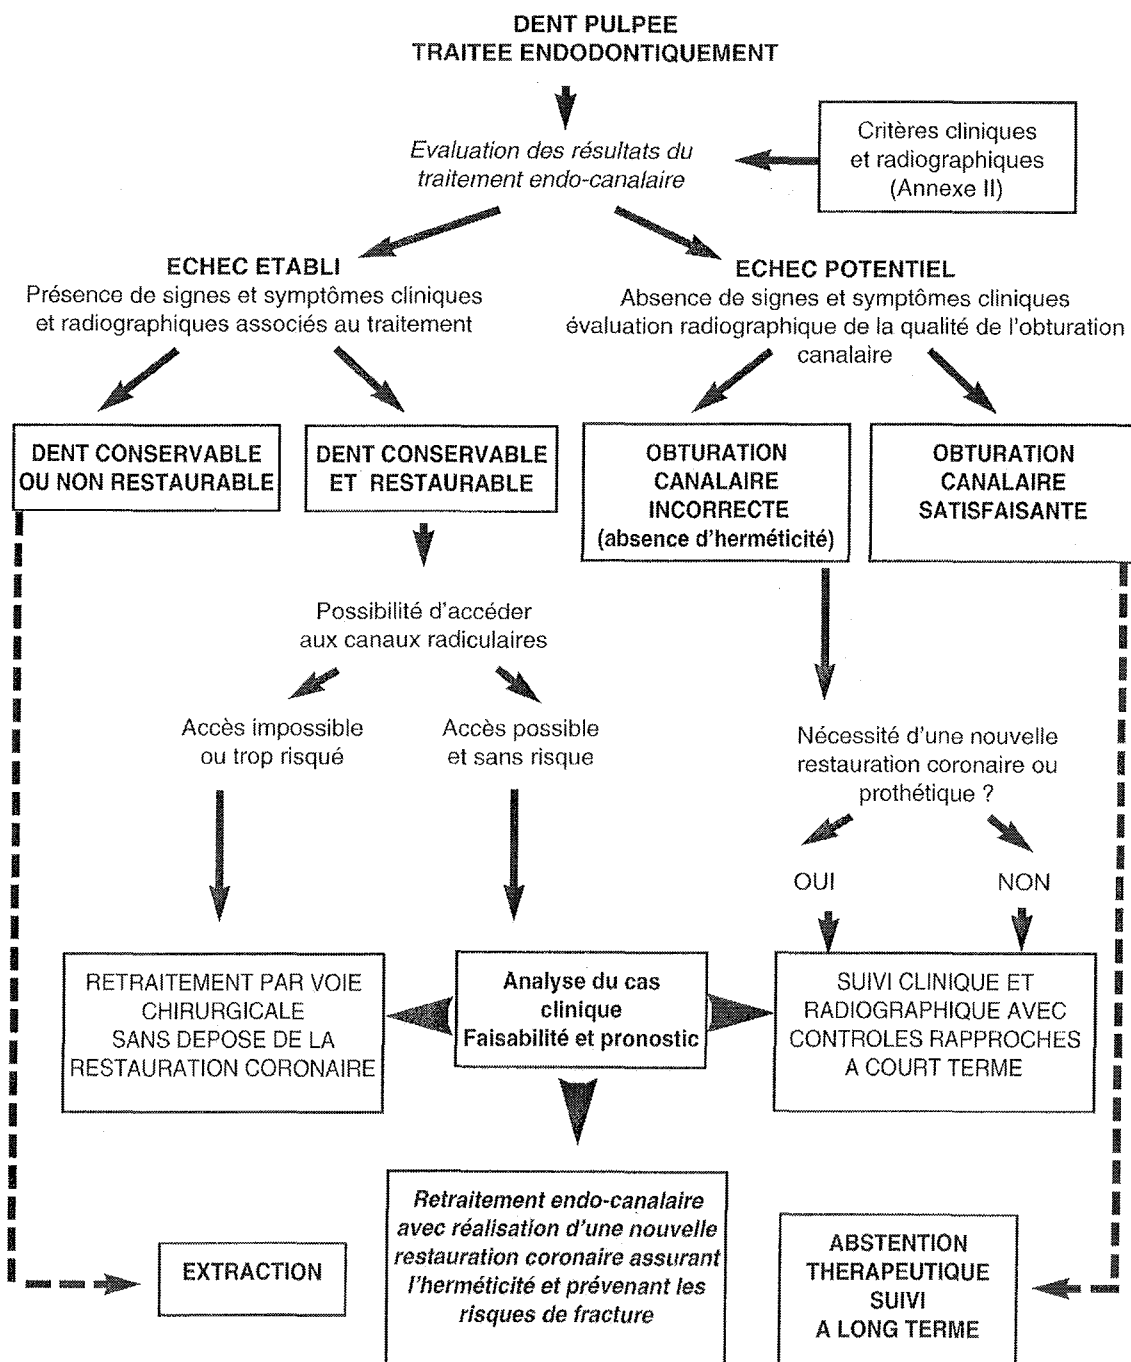 DENT PULPEE
TRAITEE ENDODONTIQUEMENT
Evaluation des résultats du
traitement endo-canalaire
Critères cliniques
et radiographiques
(Annexe II)
ECHEC ETABLI
Présence de signes et symptômes cliniques
et radiographiques associés au traitement
ECHEC POTENTIEL
Absence de signes et symptômes cliniques
évaluation radiographique de la qualité de l'obturation
canalaire
DENT CONSERVABLE
OU NON RESTAURABLE
DENT CONSERVABLE
ET RESTAURABLE
OBTURATION
CANALAIRE
INCORRECTE
(absence d'herméticité)
OBTURATION
CANALAIRE
SATISFAISANTE
Possibilité d'accéder
aux canaux radiculaires
Accès impossible
ou trop risqué
Accès possible
et sans risque
Nécessité d'une nouvelle
restauration coronaire ou
prothétique ?
OUI
NON
RETRAITEMENT PAR VOIE
CHIRURGICALE
SANS DEPOSE DE LA
RESTAURATION CORONAIRE
Analyse du cas
clinique
Faisabilité et pronostic
SUIVI CLINIQUE ET
RADIOGRAPHIQUE AVEC
CONTROLES RAPPROCHES
A COURT TERME
EXTRACTION
Retraitement endo-canalaire
avec réalisation d'une nouvelle
restauration coronaire assurant
l'herméticité et prévenant les
risques de fracture
ABSTENTION
THERAPEUTIQUE
SUIVI
A LONG TERME